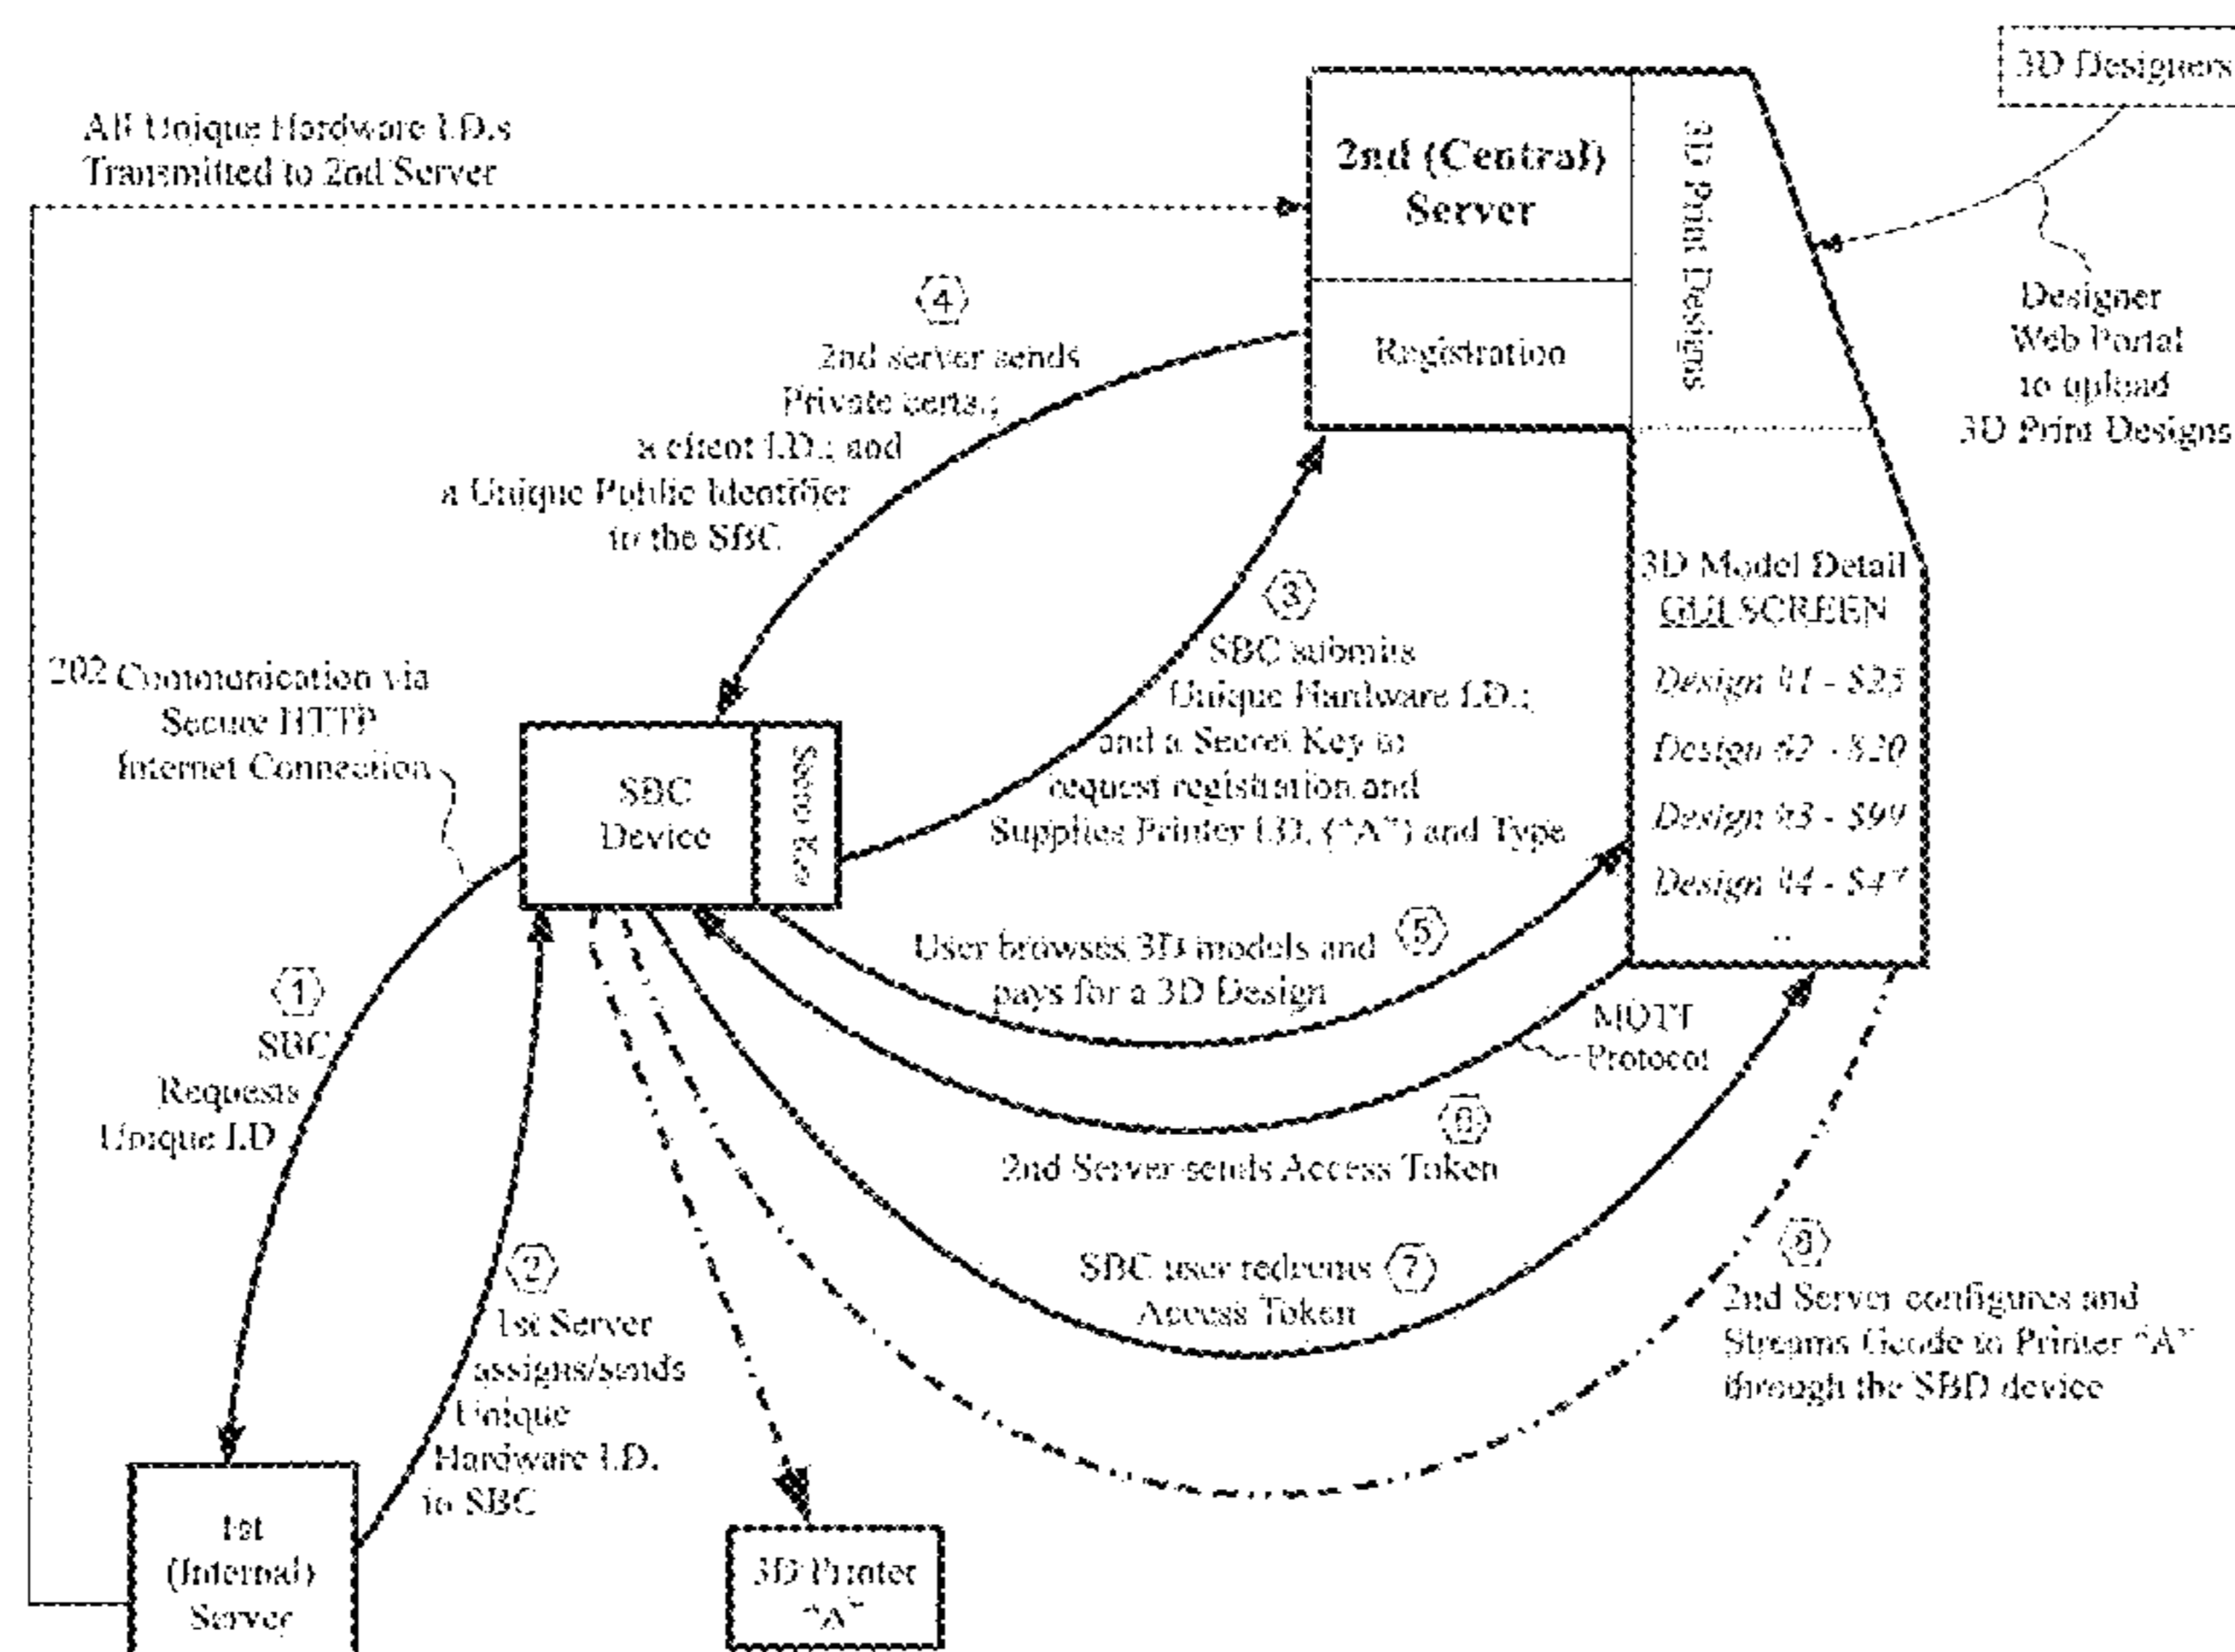 3D Designers
All Unique Hardware I.D.s
Transmitted to 2nd Server
2nd (Central)
Server
3D Print Designs
Registration
Designer
Web Portal
to upload
3D Print Designs
4
2nd server sends
Private certs.;
a client I.D.; and
a Unique Public Identifier
to the SBC
3
SBC submits
Unique Hardware I.D.;
and a Secret Key to
request registration and
Supplies Printer I.D. ("A") and Type
3D Model Detail
GUI SCREEN
Design #1 - $25
Design #2 - $20
Design #3 - $99
Design #4 - $47
..
202 Communication via
Secure HTTP
Internet Connection
SBC
Device
Secret Key
5
User browses 3D models and
pays for a 3D Design
MQTT
Protocol
1
SBC
Requests
Unique I.D
6
2nd Server sends Access Token
2
1st Server
assigns/sends
Unique
Hardware I.D.
to SBC
SBC user redeems 7
Access Token
8
2nd Server configures and
Streams Gcode to Printer "A"
through the SBD device
1st
(Internal)
Server
3D Printer
"A"